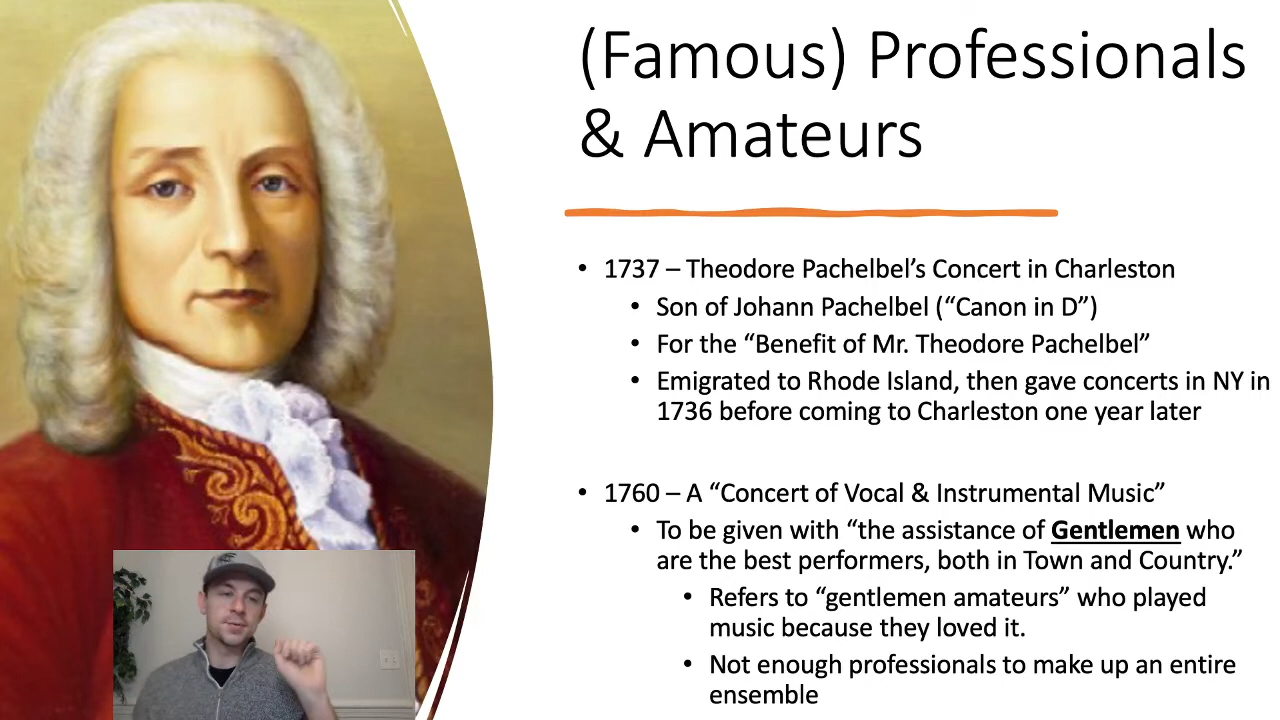 (Famous) Professionals
& Amateurs
• 1737 – Theodore Pachelbel’s Concert in Charleston
• Son of Johann Pachelbel (“Canon in D”)
• For the “Benefit of Mr. Theodore Pachelbel”
• Emigrated to Rhode Island, then gave concerts in NY in
1736 before coming to Charleston one year later
• 1760 – A “Concert of Vocal & Instrumental Music”
• To be given with “the assistance of Gentlemen who
are the best performers, both in Town and Country.”
• Refers to “gentlemen amateurs” who played
music because they loved it.
• Not enough professionals to make up an entire
ensemble